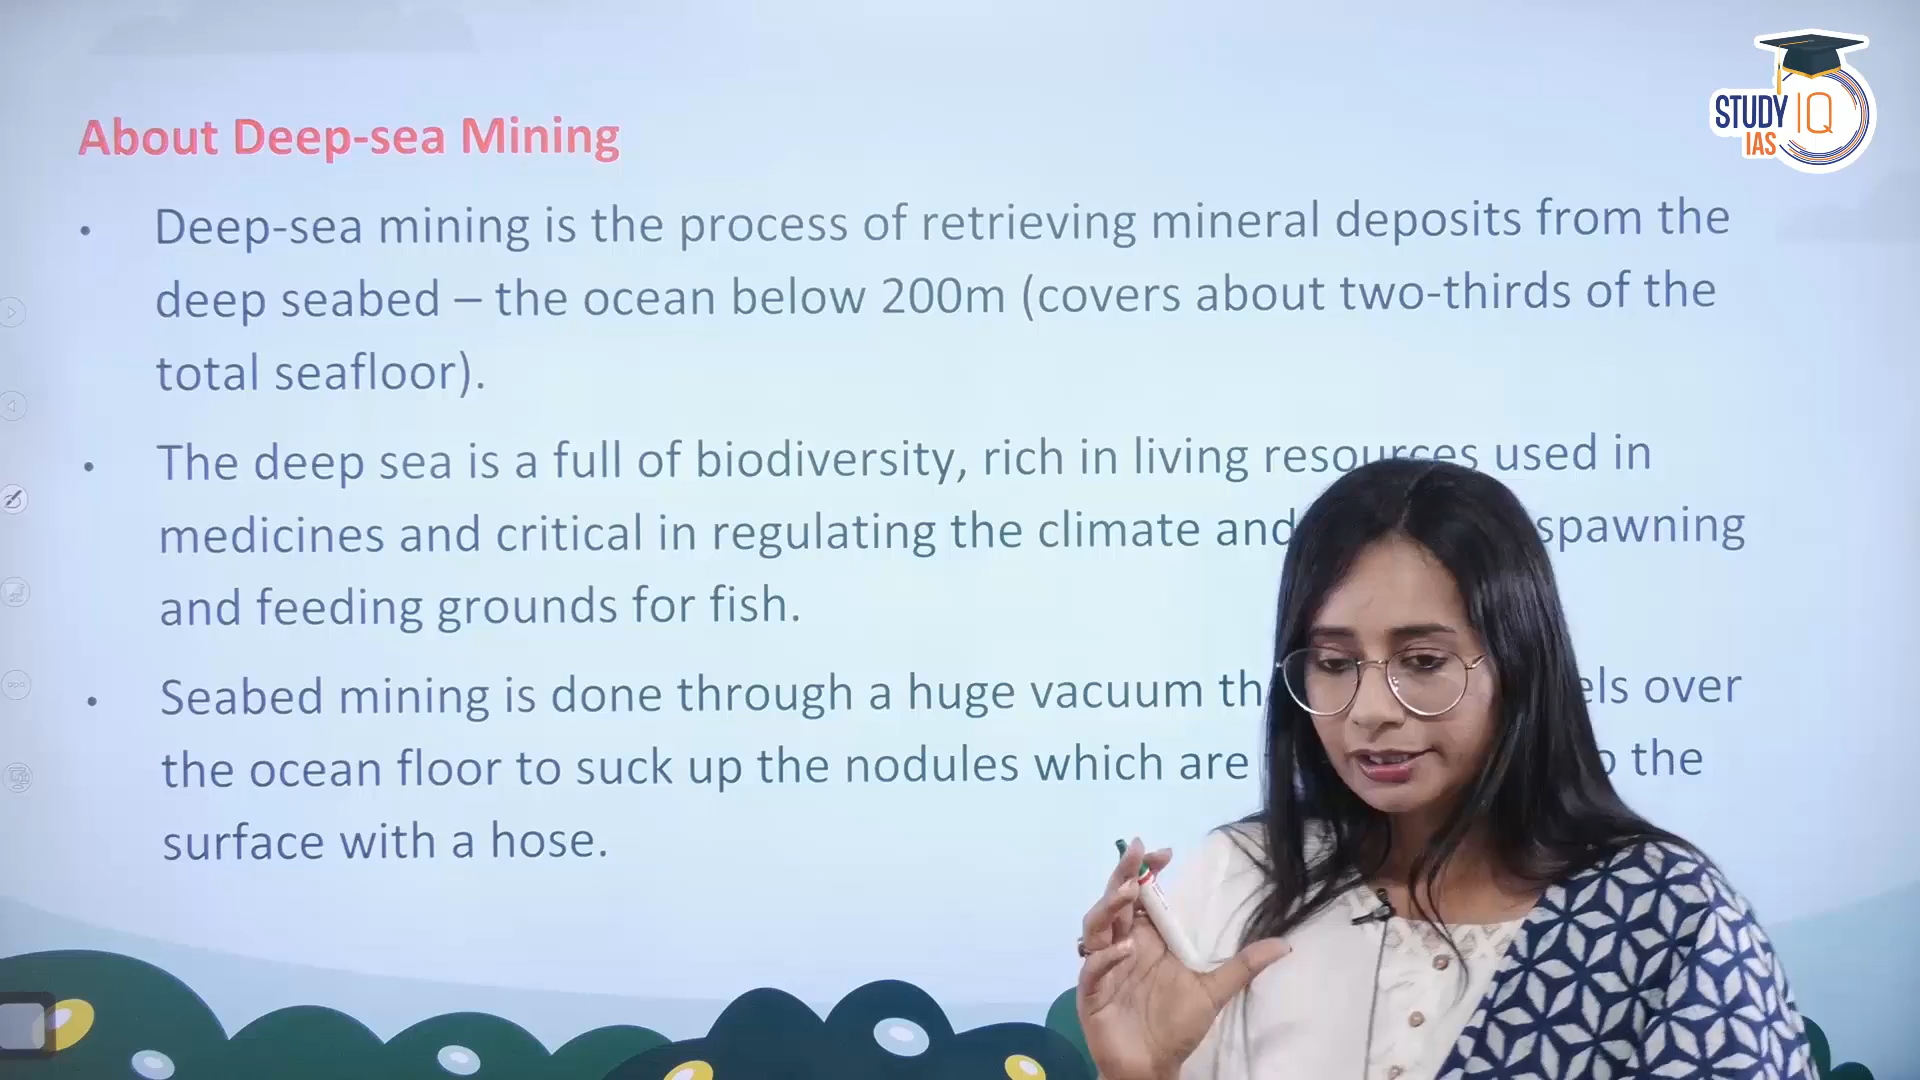 STUDY IQ
IAS
About Deep-sea Mining
• Deep-sea mining is the process of retrieving mineral deposits from the
deep seabed – the ocean below 200m (covers about two-thirds of the
total seafloor).
• The deep sea is a full of biodiversity, rich in living resources used in
medicines and critical in regulating the climate and spawning
and feeding grounds for fish.
• Seabed mining is done through a huge vacuum over
the ocean floor to suck up the nodules which are the
surface with a hose.